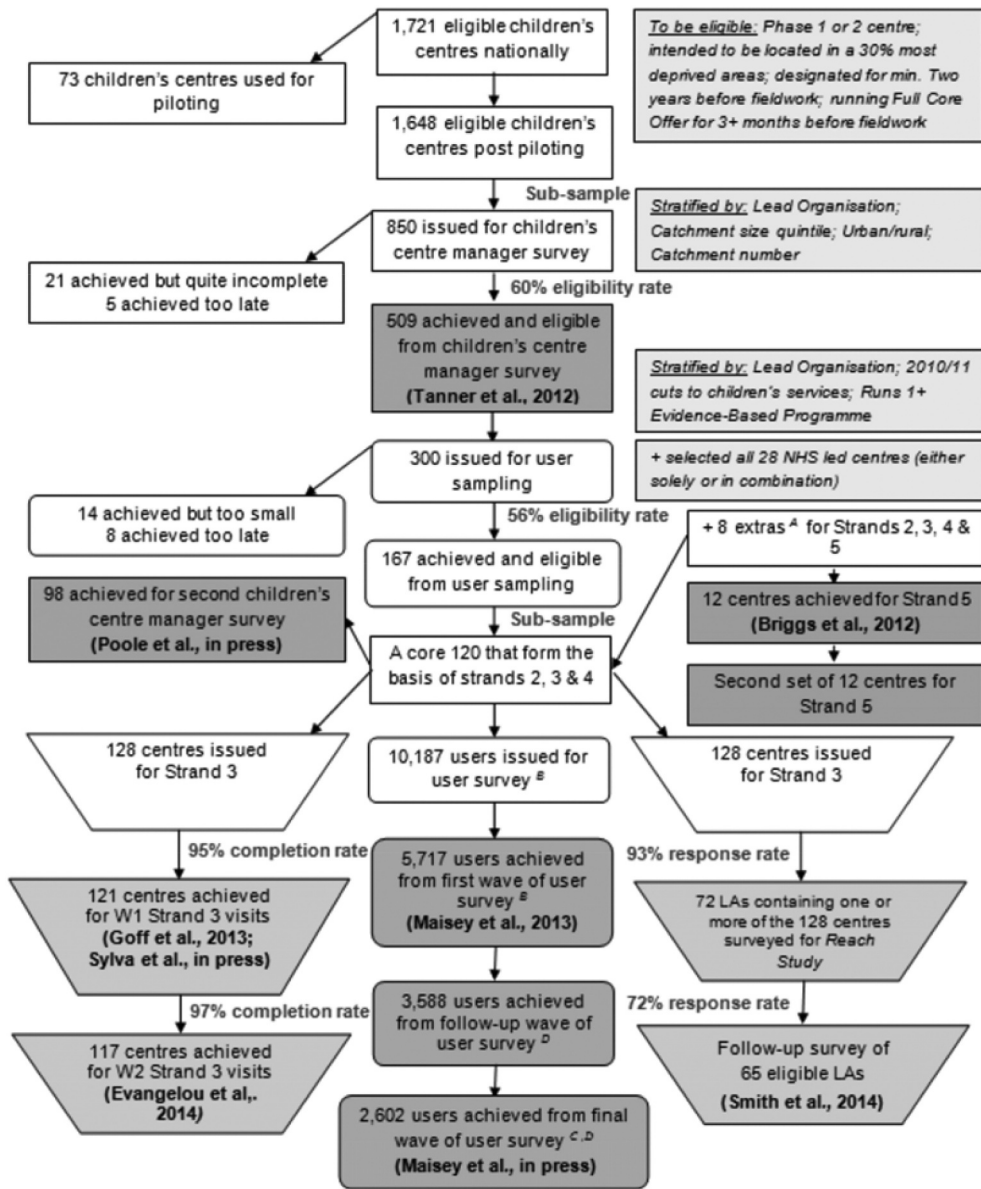 1,721 eligible children's
centres nationally
To be eligible: Phase 1 or 2 centre;
intended to be located in a 30% most
deprived areas; designated for min. Two
years before fieldwork; running Full Core
Offer for 3+ months before fieldwork
73 children's centres used for
piloting
1,648 eligible children's
centres post piloting
Sub-sample
850 issued for children's
centre manager survey
Stratified by: Lead Organisation;
Catchment size quintile; Urban/rural;
Catchment number
21 achieved but quite incomplete
5 achieved too late
60% eligibility rate
509 achieved and eligible
from children's centre
manager survey
(Tanner et al., 2012)
Stratified by: Lead Organisation; 2010/11
cuts to children's services; Runs 1+
Evidence-Based Programme
300 issued for user
sampling
+ selected all 28 NHS led centres (either
solely or in combination)
14 achieved but too small
8 achieved too late
56% eligibility rate
+ 8 extras A for Strands 2, 3, 4 &
5
167 achieved and eligible
from user sampling
98 achieved for second children's
centre manager survey
(Poole et al., in press)
12 centres achieved for Strand 5
(Briggs et al., 2012)
Sub-sample
A core 120 that form the
basis of strands 2, 3 & 4
Second set of 12 centres for
Strand 5
128 centres issued
for Strand 3
10,187 users issued for
user survey B
128 centres issued
for Strand 3
95% completion rate
93% response rate
121 centres achieved
for W1 Strand 3 visits
(Goff et al., 2013;
Sylva et al., in press)
5,717 users achieved
from first wave of user
survey B
(Maisey et al., 2013)
72 LAs containing one or
more of the 128 centres
surveyed for Reach
Study
97% completion rate
72% response rate
3,588 users achieved
from follow-up wave of
user survey D
117 centres achieved
for W2 Strand 3 visits
(Evangelou et al,.
2014)
Follow-up survey of
65 eligible LAs
(Smith et al., 2014)
2,602 users achieved from final
wave of user survey C,D
(Maisey et al., in press)